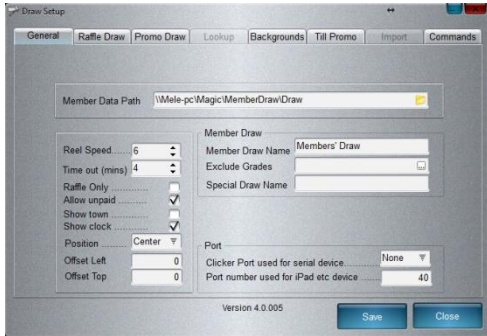 Draw Setup
General Raffle Draw Promo Draw Lookup Backgrounds Till Promo Import Commands
Member Data Path \\Mele-pc\Magic\MemberDraw\Draw
Reel Speed...... 6
Time out (mins) 4
Raffle Only ............
Allow unpaid .........
Show town ............
Show clock ............
Position ........ Center
Offset Left 0
Offset Top 0
Member Draw
Member Draw Name Members' Draw
Exclude Grades
Special Draw Name
Port
Clicker Port used for serial device........ None
Port number used for iPad etc device ........ 40
Version 4.0.005
Save Close